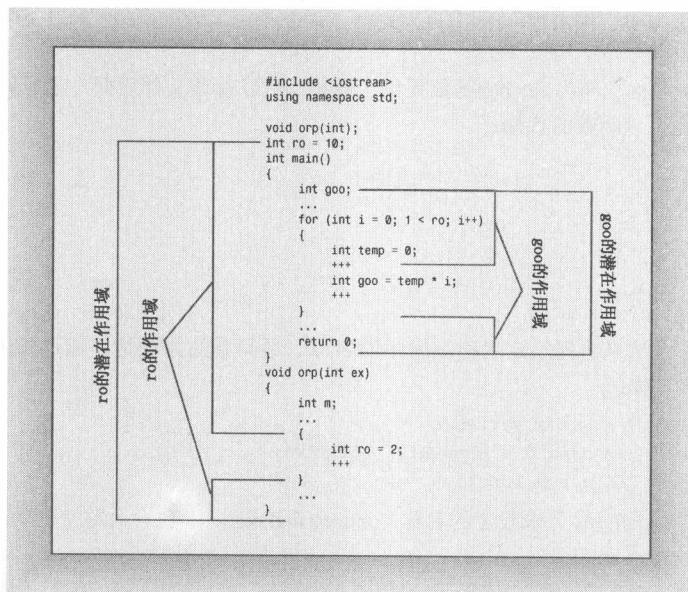 #include <iostream>
using namespace std;
void orp(int);
int ro = 10;
int main()
{
int goo;
...
for (int i = 0; 1 < ro; i++)
{
int temp = 0;
+++
int goo = temp * i;
+++
}
...
return 0;
}
void orp(int ex)
{
int m;
...
{
int ro = 2;
+++
}
...
}
ro的潜在作用域
ro的作用域
goo的作用域
goo的潜在作用域